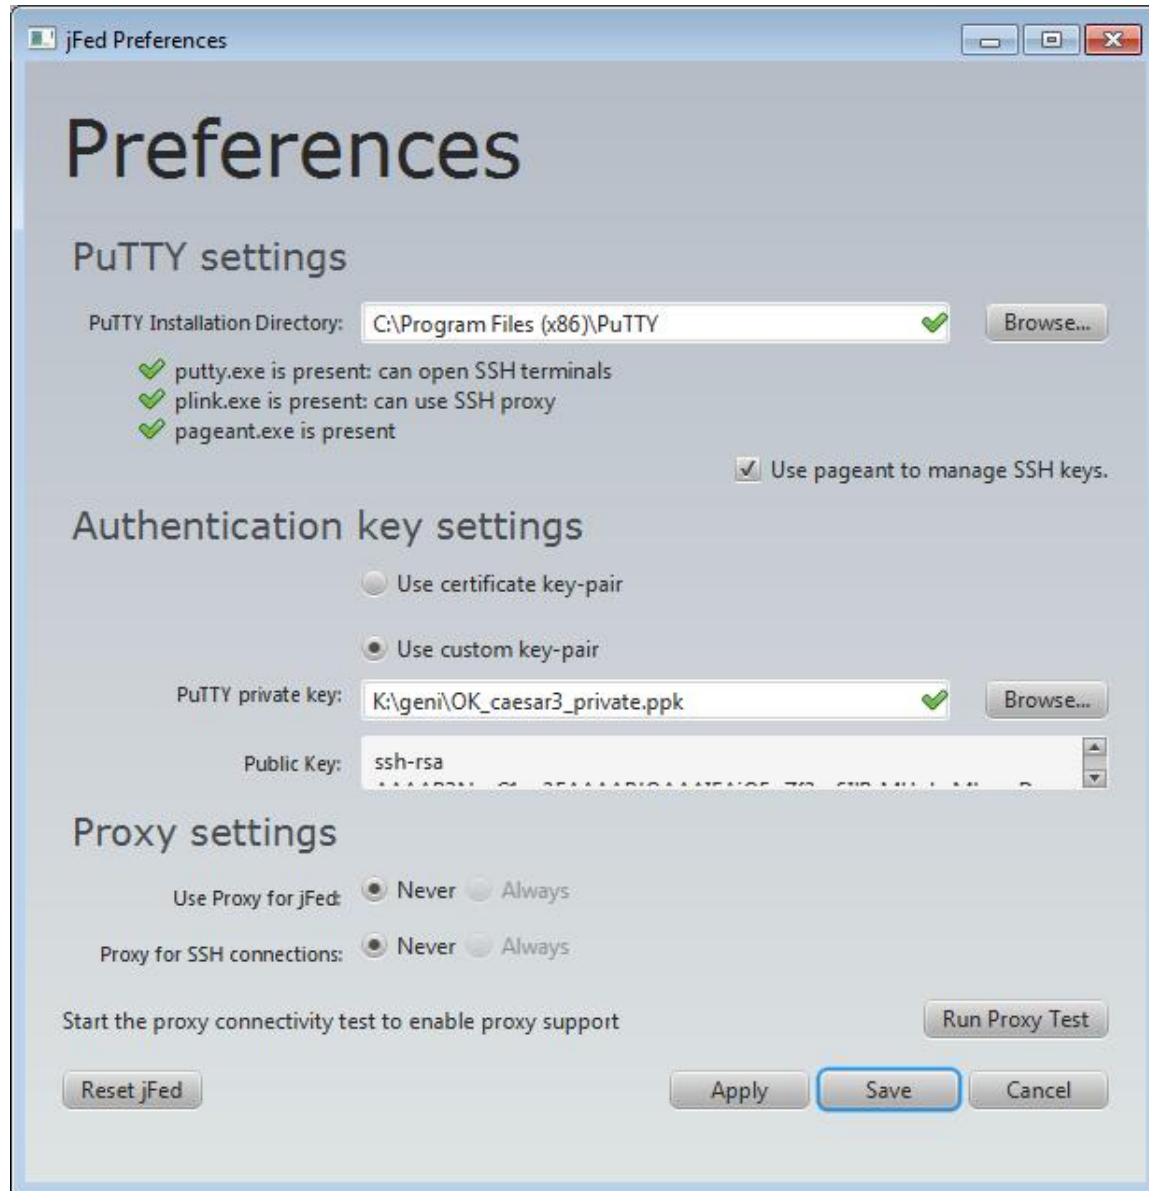 jFed Preferences
Preferences
PuTTY settings
PuTTY Installation Directory: C:\Program Files (x86)\PuTTY Browse...
putty.exe is present: can open SSH terminals
plink.exe is present: can use SSH proxy
pageant.exe is present
Use pageant to manage SSH keys.
Authentication key settings
Use certificate key-pair
Use custom key-pair
PuTTY private key: K:\geni\OK_caesar3_private.ppk Browse...
Public Key: ssh-rsa
Proxy settings
Use Proxy for jFed: Never Always
Proxy for SSH connections: Never Always
Start the proxy connectivity test to enable proxy support Run Proxy Test
Reset jFed Apply Save Cancel